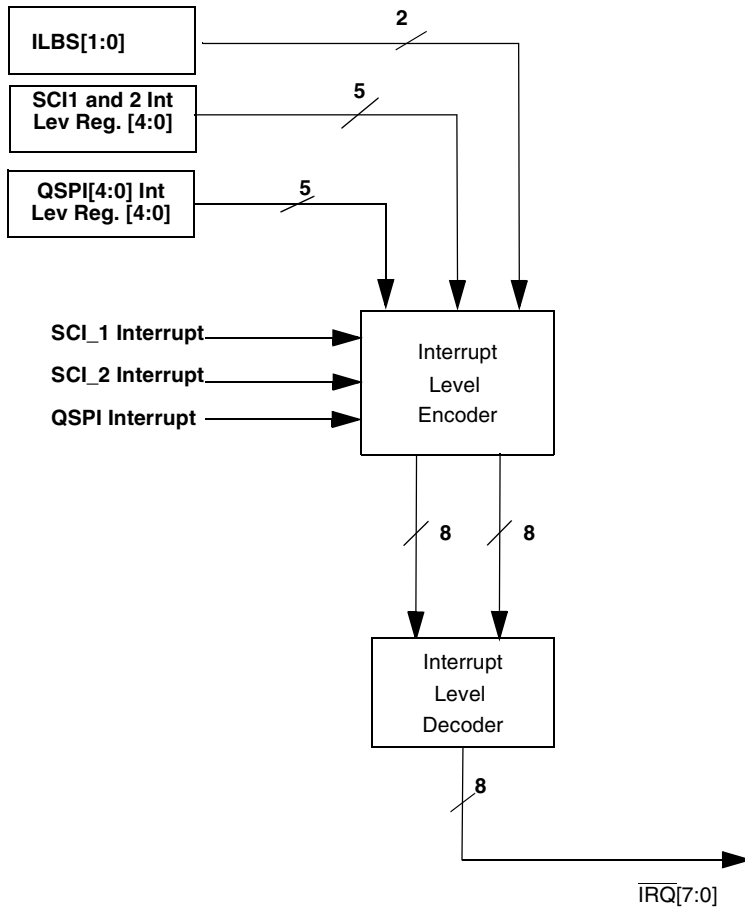 2
ILBS[1:0]
5
SCI1 and 2 Int
Lev Reg. [4:0]
5
QSPI[4:0] Int
Lev Reg. [4:0]
SCI_1 Interrupt
SCI_2 Interrupt
QSPI Interrupt
Interrupt
Level
Encoder
8
8
Interrupt
Level
Decoder
8
IRQ[7:0]